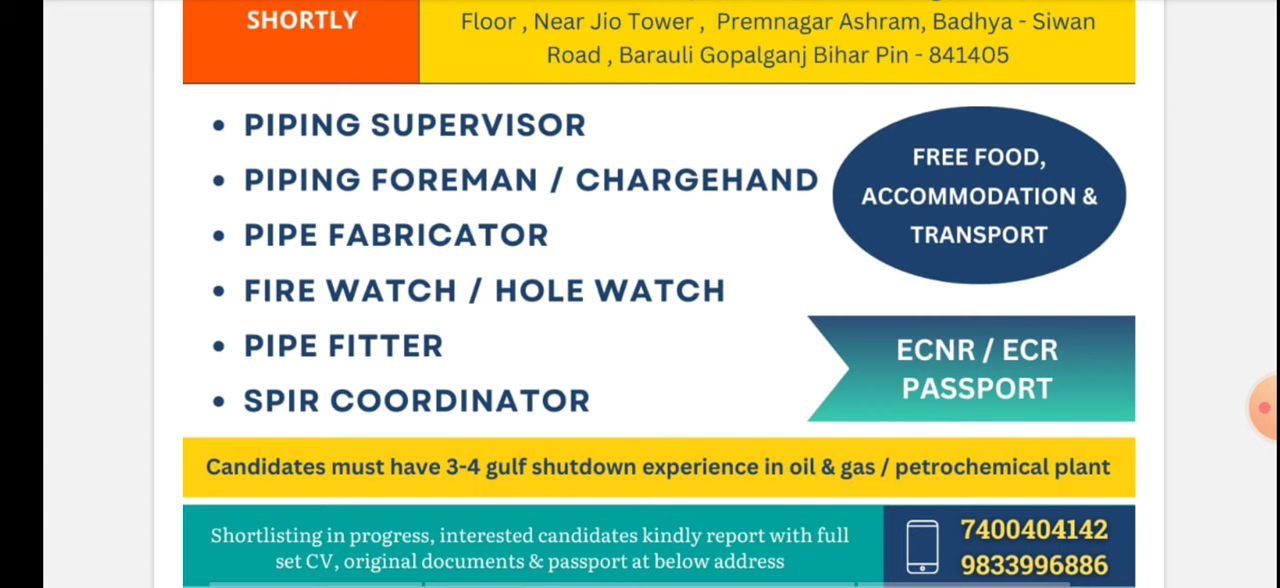 SHORTLY
Floor , Near Jio Tower , Premnagar Ashram, Badhya - Siwan
Road , Barauli Gopalganj Bihar Pin - 841405
• PIPING SUPERVISOR
• PIPING FOREMAN / CHARGEHAND
• PIPE FABRICATOR
• FIRE WATCH / HOLE WATCH
• PIPE FITTER
• SPIR COORDINATOR
FREE FOOD,
ACCOMMODATION &
TRANSPORT
ECNR / ECR
PASSPORT
Candidates must have 3-4 gulf shutdown experience in oil & gas / petrochemical plant
Shortlisting in progress, interested candidates kindly report with full
set CV, original documents & passport at below address
7400404142
9833996886